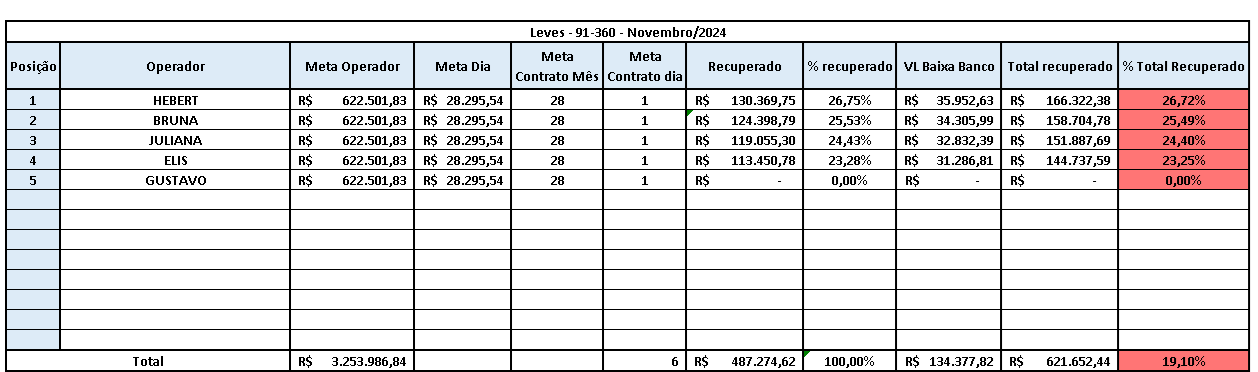 Leves - 91-360 - Novembro/2024
Posição Operador Meta Operador Meta Dia Meta Contrato Mês Meta Contrato dia Recuperado % recuperado VL Baixa Banco Total recuperado % Total Recuperado
1 HEBERT R$ 622.501,83 R$ 28.295,54 28 1 R$ 130.369,75 26,75% R$ 35.952,63 R$ 166.322,38 26,72%
2 BRUNA R$ 622.501,83 R$ 28.295,54 28 1 R$ 124.398,79 25,53% R$ 34.305,99 R$ 158.704,78 25,49%
3 JULIANA R$ 622.501,83 R$ 28.295,54 28 1 R$ 119.055,30 24,43% R$ 32.832,39 R$ 151.887,69 24,40%
4 ELIS R$ 622.501,83 R$ 28.295,54 28 1 R$ 113.450,78 23,28% R$ 31.286,81 R$ 144.737,59 23,25%
5 GUSTAVO R$ 622.501,83 R$ 28.295,54 28 1 R$ - 0,00% R$ - R$ - 0,00%
Total R$ 3.253.986,84 6 R$ 487.274,62 100,00% R$ 134.377,82 R$ 621.652,44 19,10%